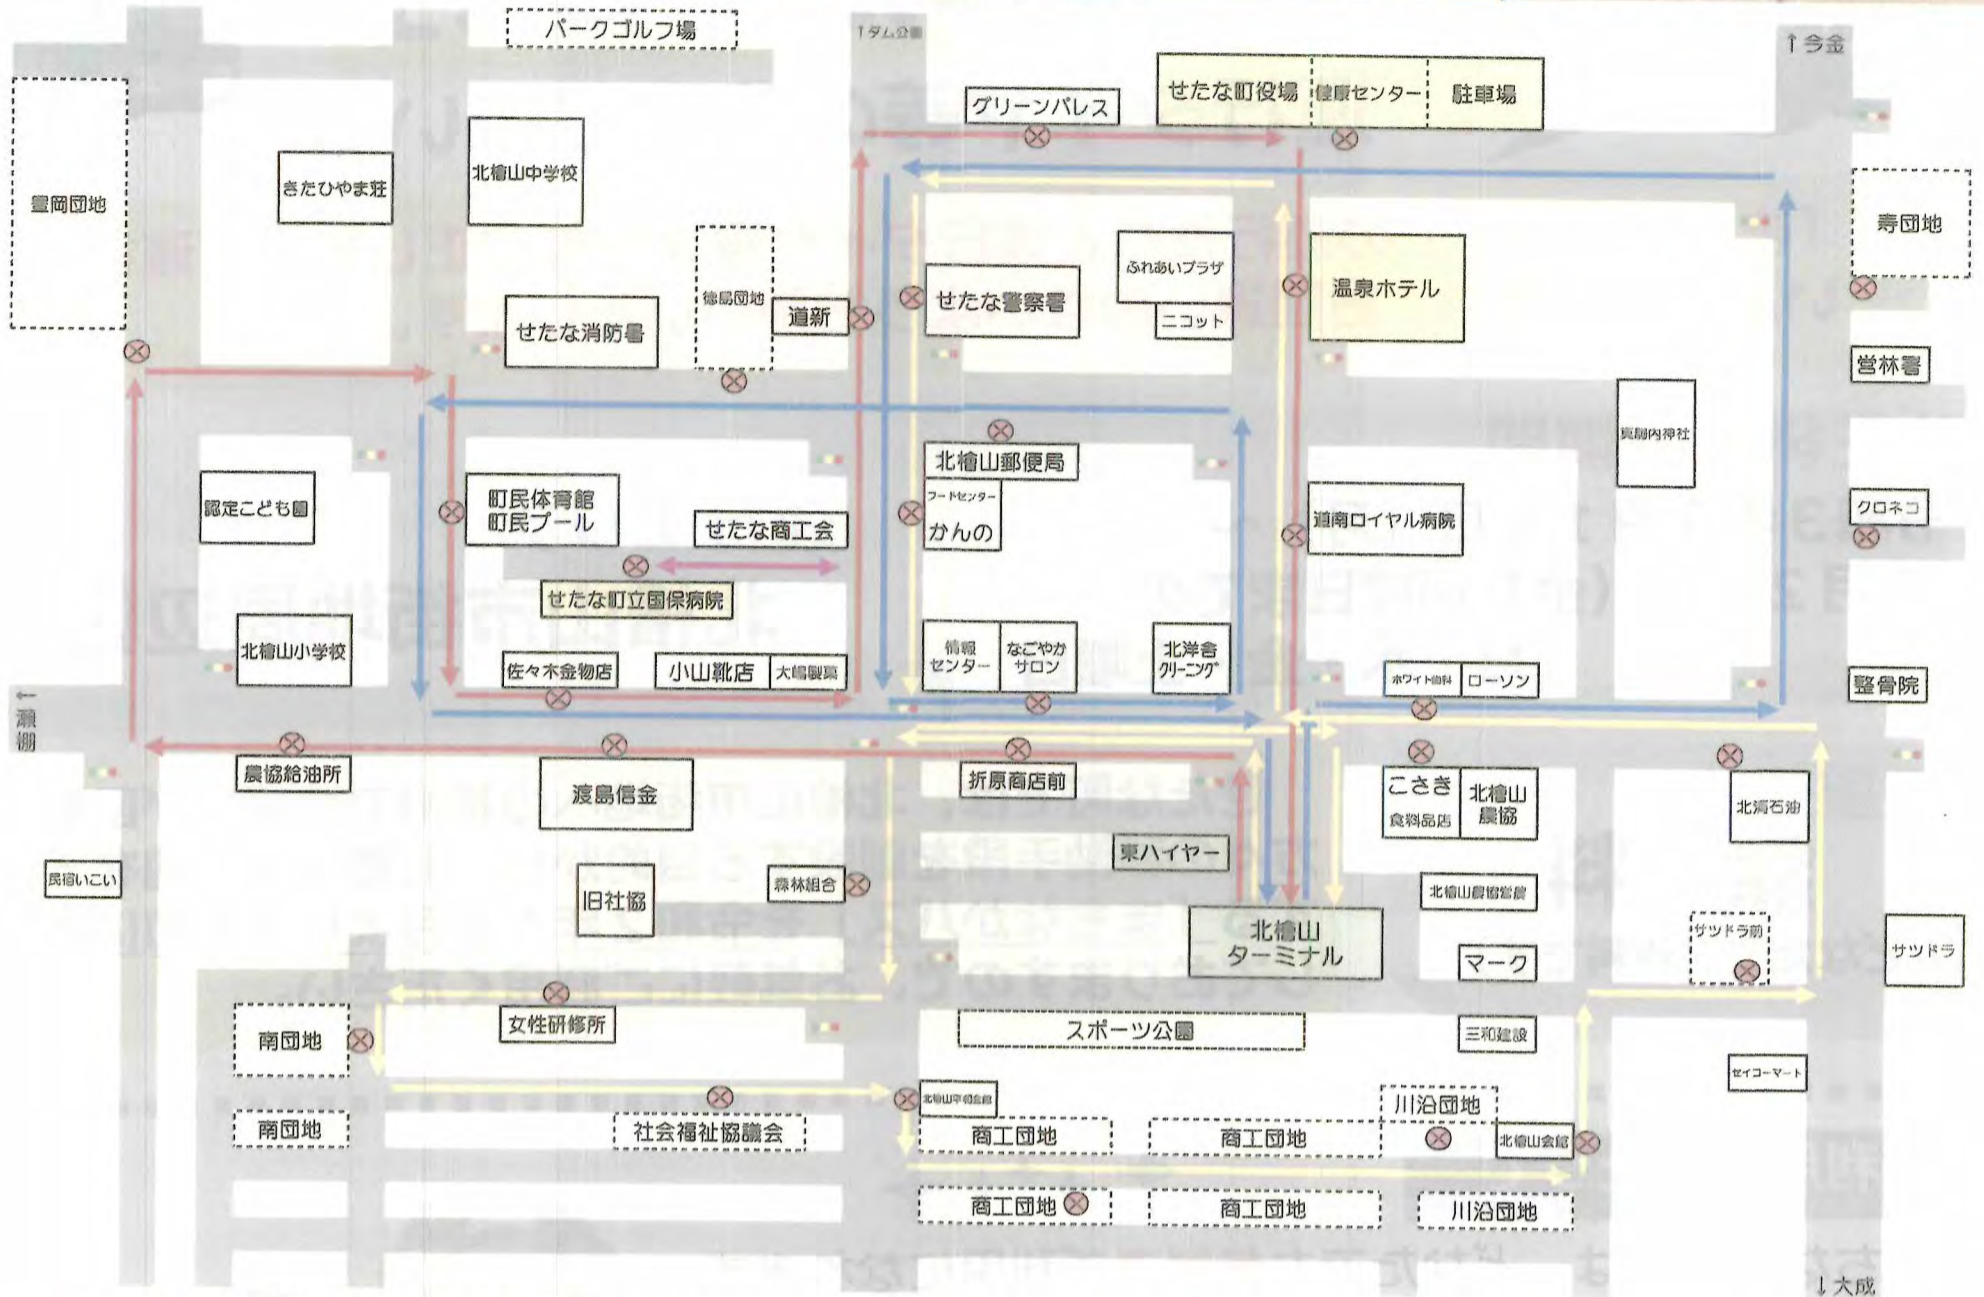 パークゴルフ場
↑ダム公園
↑今金
豊岡団地
きたひやま荘
北檜山中学校
グリーンパレス
せたな町役場
健康センター
駐車場
寿団地
徳島団地
道新
せたな消防署
せたな警察署
ふれあいプラザ
ニコット
温泉ホテル
営林署
真駒内神社
認定こども園
町民体育館
町民プール
せたな商工会
北檜山郵便局
フードセンター
かんの
道南ロイヤル病院
クロネコ
せたな町立国保病院
北檜山小学校
佐々木金物店
小山靴店
大嶋製菓
情報
センター
なごやか
サロン
北洋舎
クリーニング
ホワイト歯科
ローソン
整骨院
←
瀬
棚
農協給油所
渡島信金
折原商店前
こさき
食料品店
北檜山
農協
北清石油
東ハイヤー
民宿いこい
旧社協
森林組合
北檜山農協営農
北檜山
ターミナル
サツドラ前
マーク
サツドラ
女性研修所
スポーツ公園
三和建設
南団地
セイコーマート
北檜山平和会館
川沿団地
南団地
社会福祉協議会
商工団地
商工団地
北檜山会館
商工団地
商工団地
川沿団地
↓大成